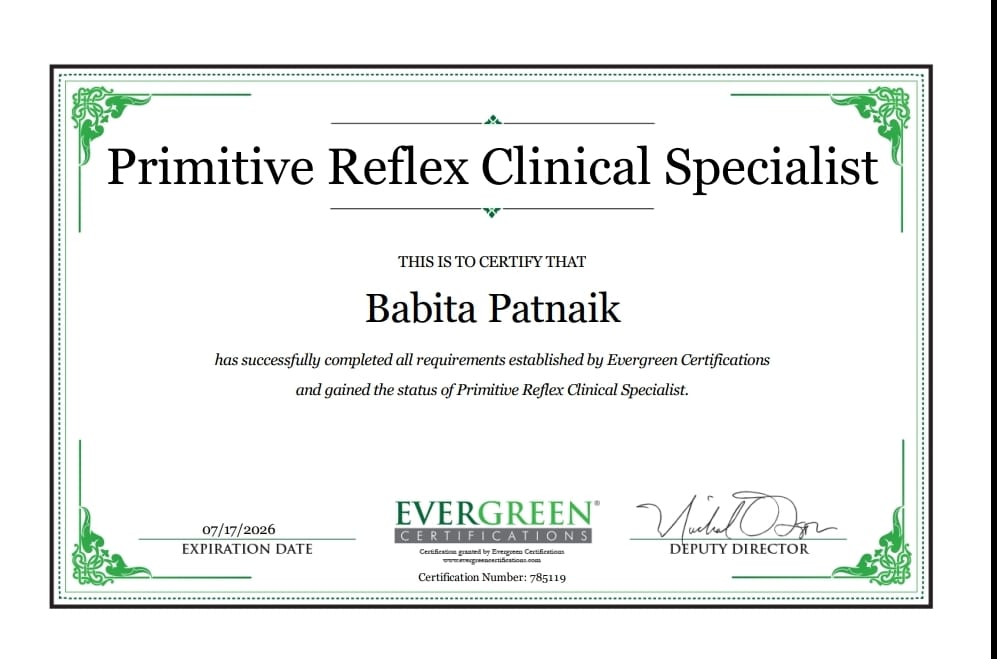 Primitive Reflex Clinical Specialist
THIS IS TO CERTIFY THAT
Babita Patnaik
has successfully completed all requirements established by Evergreen Certifications
and gained the status of Primitive Reflex Clinical Specialist.
07/17/2026
EXPIRATION DATE
EVERGREEN®
CERTIFICATIONS
Certification granted by Evergreen Certifications
www.evergreencertifications.com
Certification Number: 785119
DEPUTY DIRECTOR